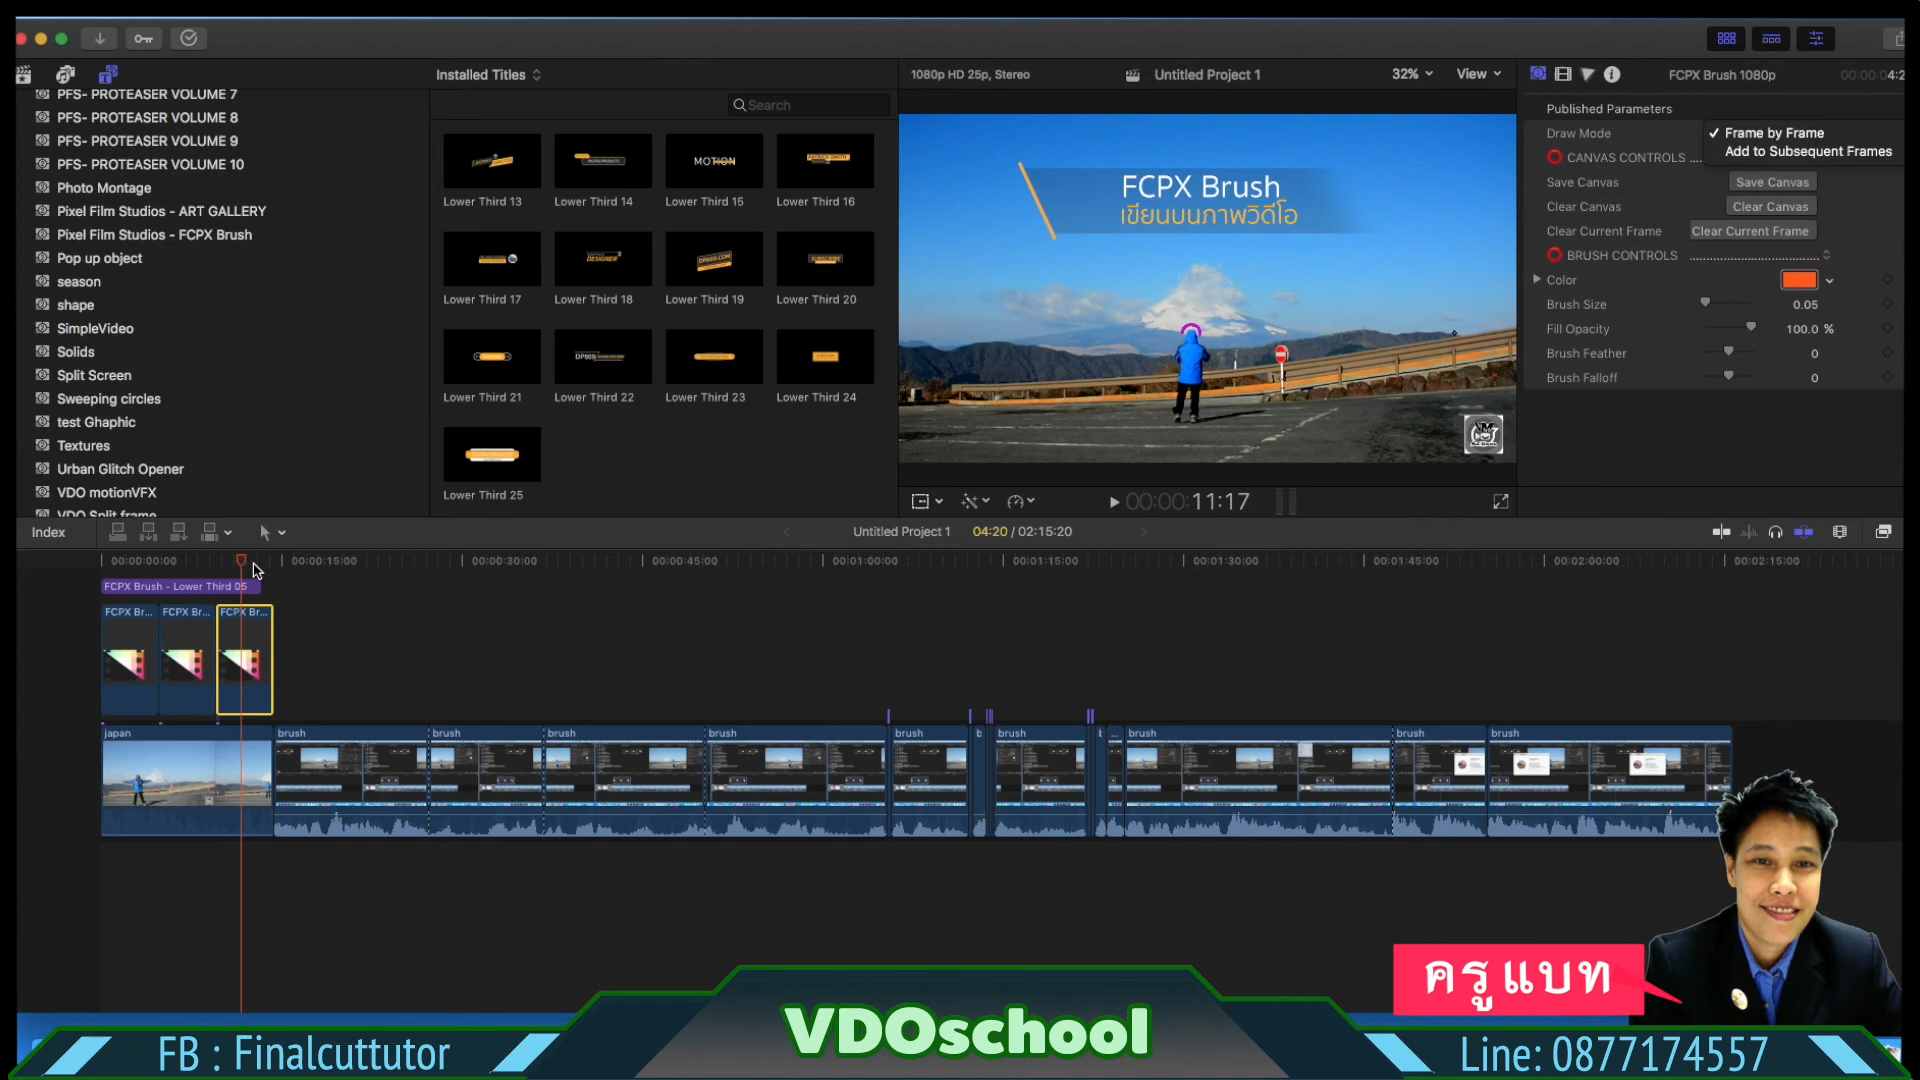 Installed Titles
1080p HD 25p, Stereo
Untitled Project 1
32%
View
FCPX Brush 1080p
PFS- PROTEASER VOLUME 7
PFS- PROTEASER VOLUME 8
PFS- PROTEASER VOLUME 9
PFS- PROTEASER VOLUME 10
Photo Montage
Pixel Film Studios - ART GALLERY
Pixel Film Studios - FCPX Brush
Pop up object
season
shape
SimpleVideo
Solids
Split Screen
Sweeping circles
test Ghaphic
Textures
Urban Glitch Opener
VDO motionVFX
VDO Split frame
Search
MOTION
Lower Third 13
Lower Third 14
Lower Third 15
Lower Third 16
Lower Third 17
Lower Third 18
Lower Third 19
Lower Third 20
Lower Third 21
Lower Third 22
Lower Third 23
Lower Third 24
Lower Third 25
FCPX Brush
เขียนบนภาพวิดีโอ
Published Parameters
Draw Mode
✓ Frame by Frame
Add to Subsequent Frames
CANVAS CONTROLS
Save Canvas
Save Canvas
Clear Canvas
Clear Canvas
Clear Current Frame
Clear Current Frame
BRUSH CONTROLS
Color
Brush Size
0.05
Fill Opacity
100.0 %
Brush Feather
0
Brush Falloff
0
00:00:11:17
Index
Untitled Project 1
04:20 / 02:15:20
00:00:00:00
00:00:15:00
00:00:30:00
00:00:45:00
00:01:00:00
00:01:15:00
00:01:30:00
00:01:45:00
00:02:00:00
00:02:15:00
FCPX Brush - Lower Third 05
FCPX Br...
FCPX Br...
FCPX Br...
japan
brush
brush
brush
brush
brush
b
brush
brush
brush
brush
ครูแบท
VDOschool
FB : Finalcuttutor
Line: 0877174557